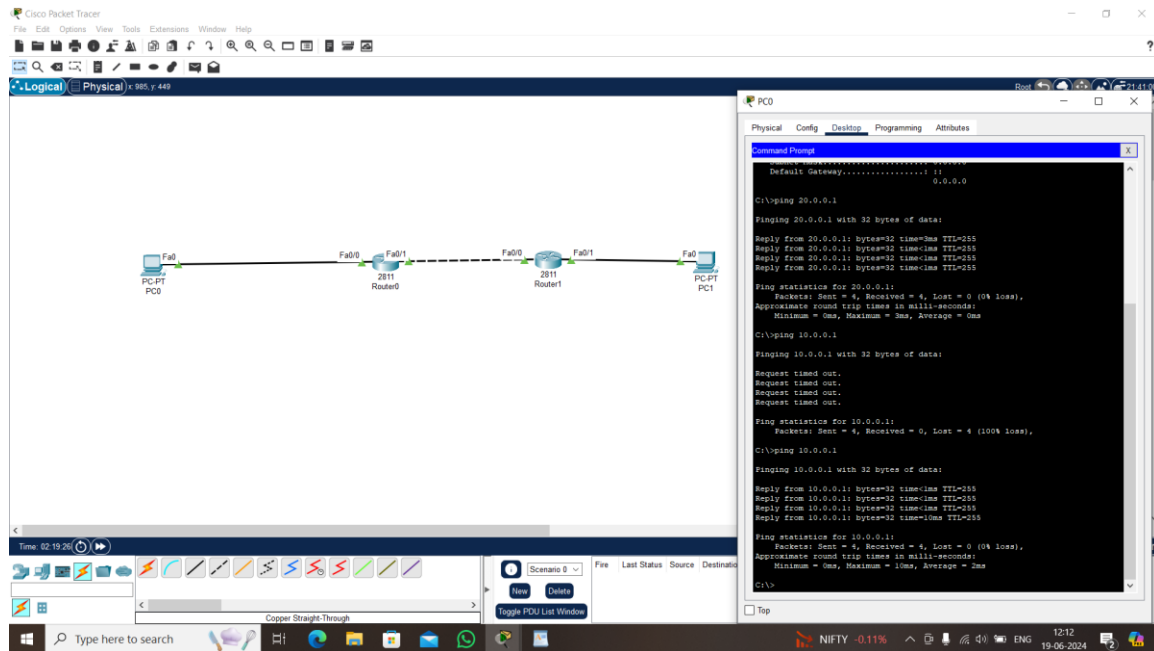 Cisco Packet Tracer
File Edit Options View Tools Extensions Window Help
?
Logical Physical x: 985, y: 449
Root 21:41:0
PC0
Physical Config Desktop Programming Attributes
Command Prompt X
Default Gateway.................: ::
0.0.0.0
C:\>ping 20.0.0.1
Pinging 20.0.0.1 with 32 bytes of data:
Reply from 20.0.0.1: bytes=32 time=3ms TTL=255
Reply from 20.0.0.1: bytes=32 time<1ms TTL=255
Reply from 20.0.0.1: bytes=32 time<1ms TTL=255
Reply from 20.0.0.1: bytes=32 time<1ms TTL=255
Ping statistics for 20.0.0.1:
Packets: Sent = 4, Received = 4, Lost = 0 (0% loss),
Approximate round trip times in milli-seconds:
Minimum = 0ms, Maximum = 3ms, Average = 0ms
C:\>ping 10.0.0.1
Pinging 10.0.0.1 with 32 bytes of data:
Request timed out.
Request timed out.
Request timed out.
Request timed out.
Ping statistics for 10.0.0.1:
Packets: Sent = 4, Received = 0, Lost = 4 (100% loss),
C:\>ping 10.0.0.1
Pinging 10.0.0.1 with 32 bytes of data:
Reply from 10.0.0.1: bytes=32 time<1ms TTL=255
Reply from 10.0.0.1: bytes=32 time<1ms TTL=255
Reply from 10.0.0.1: bytes=32 time<1ms TTL=255
Reply from 10.0.0.1: bytes=32 time=10ms TTL=255
Ping statistics for 10.0.0.1:
Packets: Sent = 4, Received = 4, Lost = 0 (0% loss),
Approximate round trip times in milli-seconds:
Minimum = 0ms, Maximum = 10ms, Average = 2ms
C:\>
Top
Fa0 Fa0/0 Fa0/1 Fa0/0 Fa0/1 Fa0
PC-PT 2811 2811 PC-PT
PC0 Router0 Router1 PC1
Time: 02:19:26
Scenario 0
New Delete
Toggle PDU List Window
Fire Last Status Source Destinatio
Copper Straight-Through
Type here to search
NIFTY -0.11%
ENG
12:12
19-06-2024
2